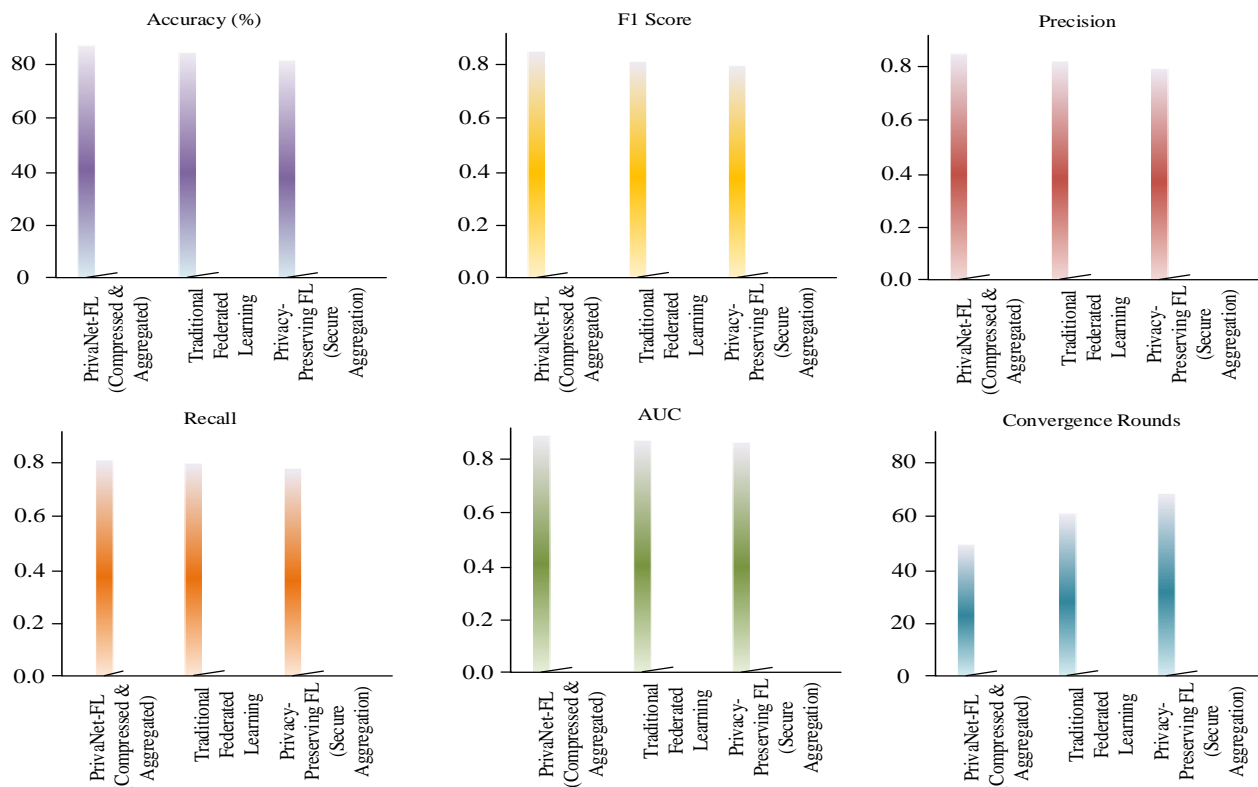 Accuracy (%)
80
60
40
20
0
PrivaNet-FL
(Compressed &
Aggregated)
Traditional
Federated
Learning
Privacy-
Preserving FL
(Secure
Aggregation)
F1 Score
0.8
0.6
0.4
0.2
0.0
PrivaNet-FL
(Compressed &
Aggregated)
Traditional
Federated
Learning
Privacy-
Preserving FL
(Secure
Aggregation)
Precision
0.8
0.6
0.4
0.2
0.0
PrivaNet-FL
(Compressed &
Aggregated)
Traditional
Federated
Learning
Privacy-
Preserving FL
(Secure
Aggregation)
Recall
0.8
0.6
0.4
0.2
0.0
PrivaNet-FL
Compressed &
Aggregated)
Traditional
Federated
Learning
Privacy-
Preserving FL
(Secure
Aggregation)
AUC
0.8
0.6
0.4
0.2
0.0
PrivaNet-FL
(Compressed &
Aggregated)
Traditional
Federated
Learning
Privacy-
Preserving FL
(Secure
Aggregation)
Convergence Rounds
80
60
40
20
0
PrivaNet-FL
Compressed &
Aggregated)
Traditional
Federated
Learning
Privacy-
Preserving FL
(Secure
Aggregation)